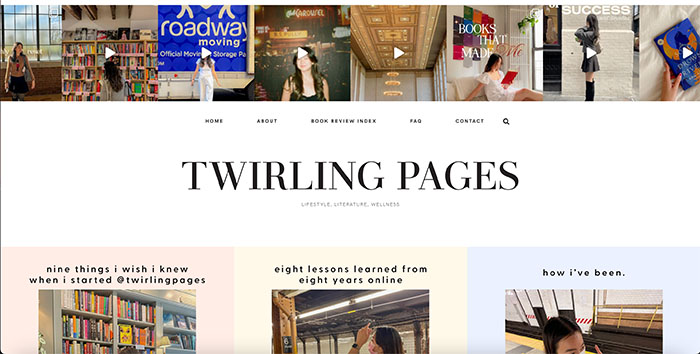 roadway
moving
Official Moving Storage Pa
CAROUSEL
BOOKS
THAT
MADE Me
SUCCESS
HOME
ABOUT
BOOK REVIEW INDEX
FAQ
CONTACT
TWIRLING PAGES
LIFESTYLE, LITERATURE, WELLNESS
nine things i wish i knew
when i started @twirlingpages
eight lessons learned from
eight years online
how i've been.
6